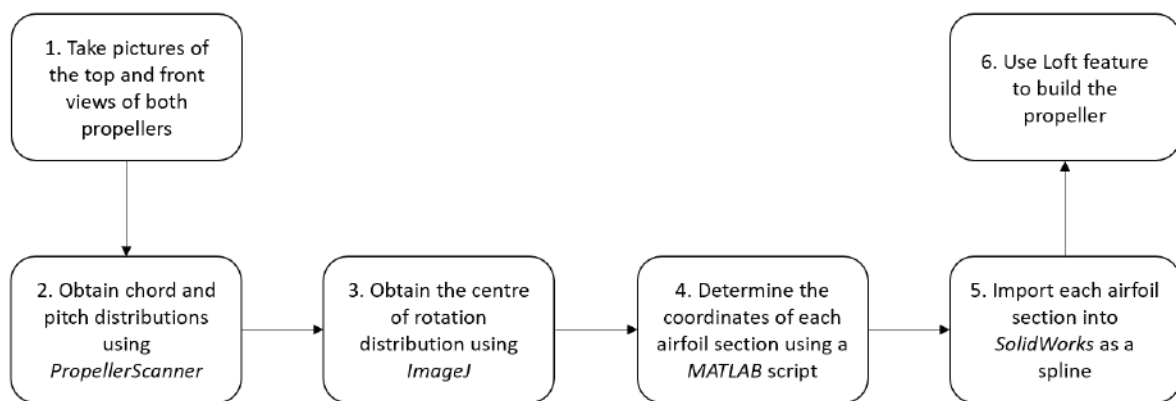 1. Take pictures of
the top and front
views of both
propellers
2. Obtain chord and
pitch distributions
using
PropellerScanner
3. Obtain the centre
of rotation
distribution using
ImageJ
4. Determine the
coordinates of each
airfoil section using a
MATLAB script
5. Import each airfoil
section into
SolidWorks as a
spline
6. Use Loft feature
to build the
propeller